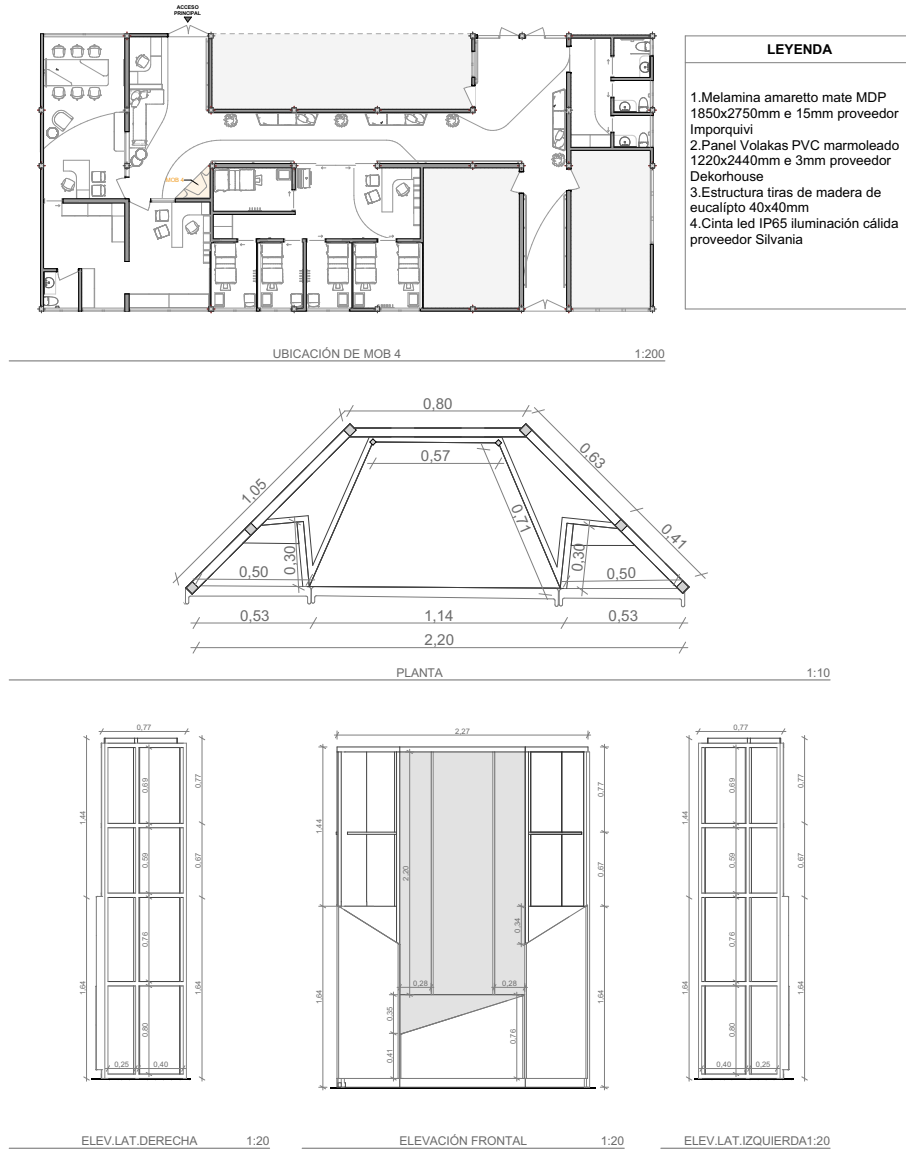 ACCESO
PRINCIPAL
MOB 4
LEYENDA
1.Melamina amaretto mate MDP
1850x2750mm e 15mm proveedor
Imporquivi
2.Panel Volakas PVC marmoleado
1220x2440mm e 3mm proveedor
Dekorhouse
3.Estructura tiras de madera de
eucalípto 40x40mm
4.Cinta led IP65 iluminación cálida
proveedor Silvania
UBICACIÓN DE MOB 4 1:200
0,80
0,57
1,05
0,63
0,71
0,41
0,30
0,30
0,50
0,50
0,53 1,14 0,53
2,20
PLANTA 1:10
0,77
1,44
0,69
0,77
0,59
0,67
0,76
1,64
1,64
0,80
0,25 0,40
ELEV.LAT.DERECHA 1:20
2,27
1,44
0,77
2,20
0,67
0,34
0,28 0,28
1,64
0,35
0,41
0,76
1,64
ELEVACIÓN FRONTAL 1:20
0,77
1,44
0,69
0,77
0,59
0,67
0,76
1,64
1,64
0,80
0,40 0,25
ELEV.LAT.IZQUIERDA1:20